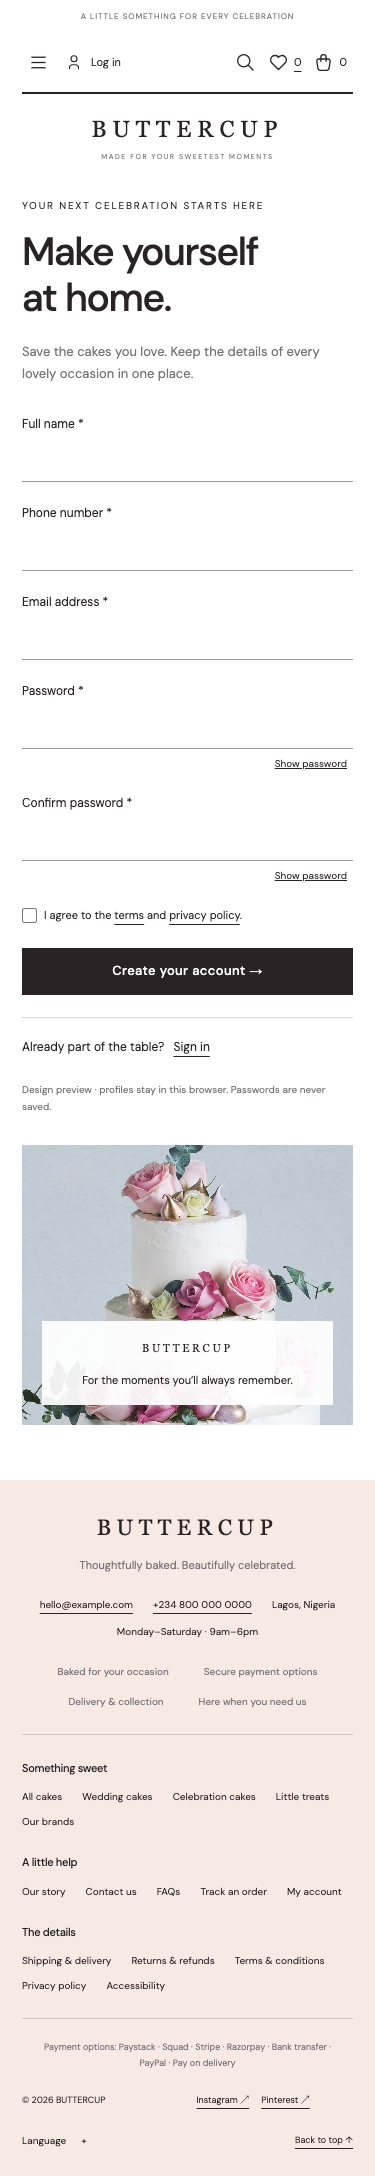 A LITTLE SOMETHING FOR EVERY CELEBRATION
Log in
0
0
BUTTERCUP
MADE FOR YOUR SWEETEST MOMENTS
YOUR NEXT CELEBRATION STARTS HERE
Make yourself
at home.
Save the cakes you love. Keep the details of every
lovely occasion in one place.
Full name *
Phone number *
Email address *
Password *
Show password
Confirm password *
Show password
I agree to the terms and privacy policy.
Create your account →
Already part of the table? Sign in
Design preview · profiles stay in this browser. Passwords are never
saved.
BUTTERCUP
For the moments you'll always remember.
BUTTERCUP
Thoughtfully baked. Beautifully celebrated.
hello@example.com +234 800 000 0000 Lagos, Nigeria
Monday–Saturday · 9am–6pm
Baked for your occasion Secure payment options
Delivery & collection Here when you need us
Something sweet
All cakes Wedding cakes Celebration cakes Little treats
Our brands
A little help
Our story Contact us FAQs Track an order My account
The details
Shipping & delivery Returns & refunds Terms & conditions
Privacy policy Accessibility
Payment options: Paystack · Squad · Stripe · Razorpay · Bank transfer ·
PayPal · Pay on delivery
© 2026 BUTTERCUP Instagram ↗ Pinterest ↗
Language + Back to top ↑